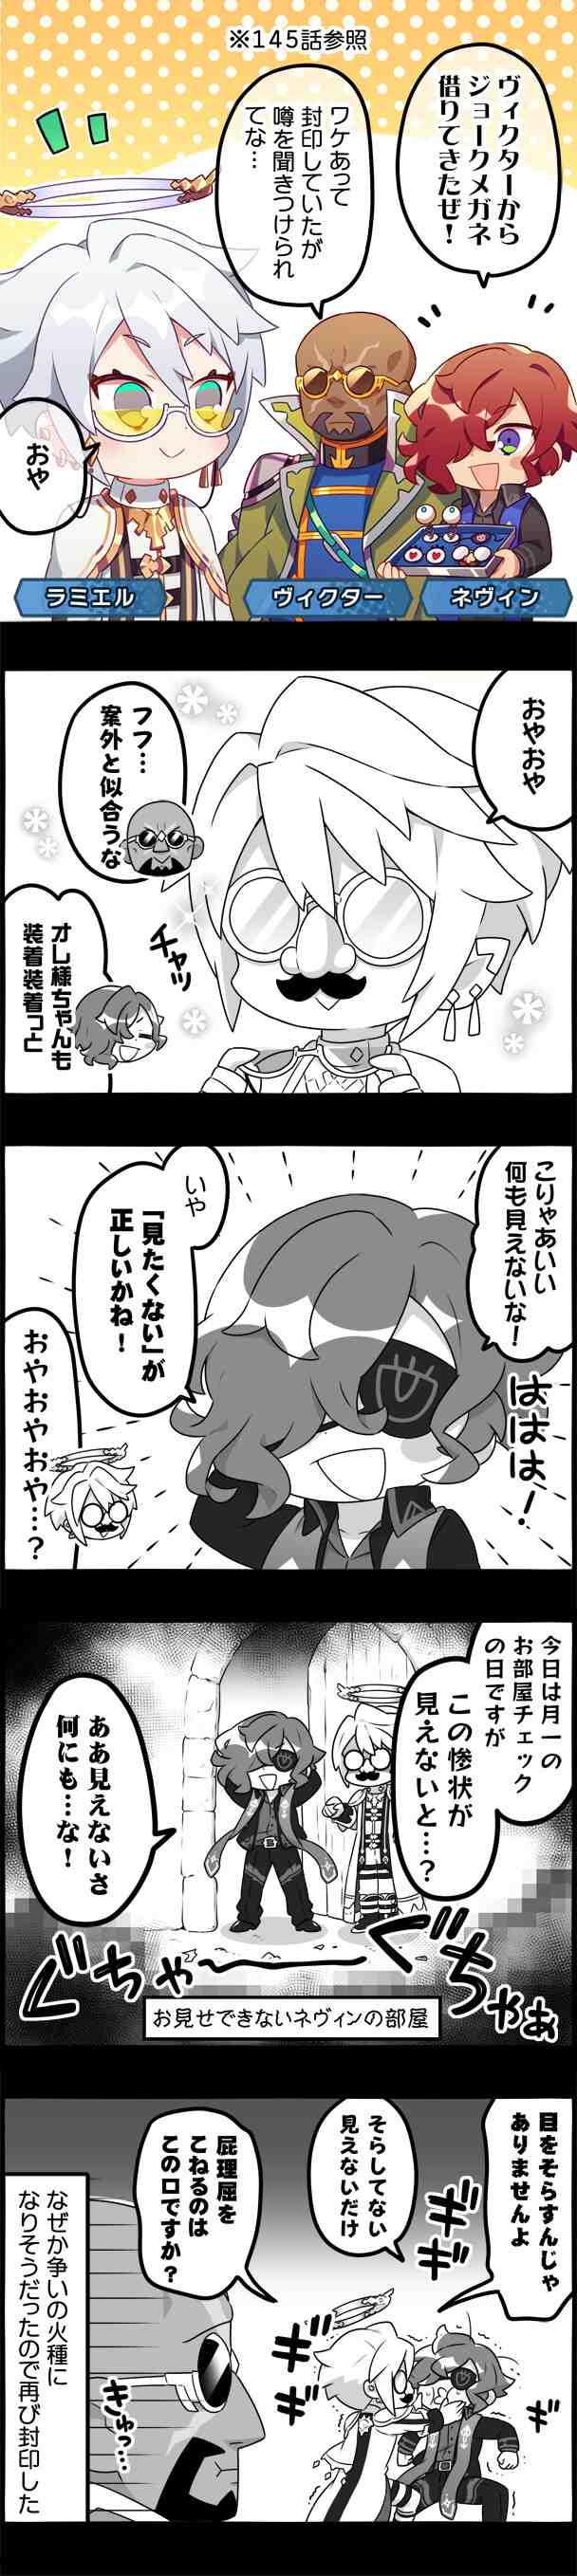 ※145話参照
ヴィクターから
ジョークメガネ
借りてきたぜ！
ワケあって
封印していたが
噂を聞きつけられ
てな…
おや
ラミエル
ヴィクター
ネヴィン
おやおや
フフ…
案外と似合うな
チャッ
オレ様ちゃんも
装着装着っと
こりゃあいい
何も見えないな！
ははは！
いや
「見たくない」が
正しいかね！
おやおやおや…？
今日は月一の
お部屋チェック
の日ですが
この惨状が
見えないと…？
ああ見えないさ
何にも…な！
ぐちゃぁ
ぐちゃ〜
お見せできないネヴィンの部屋
目をそらすんじゃ
ありませんよ
そらしてない
見えないだけ
屁理屈を
こねるのは
この口ですか？
ギギ
ギギ
ギ
きゅっ…
なぜか争いの火種に
なりそうだったので再び封印した